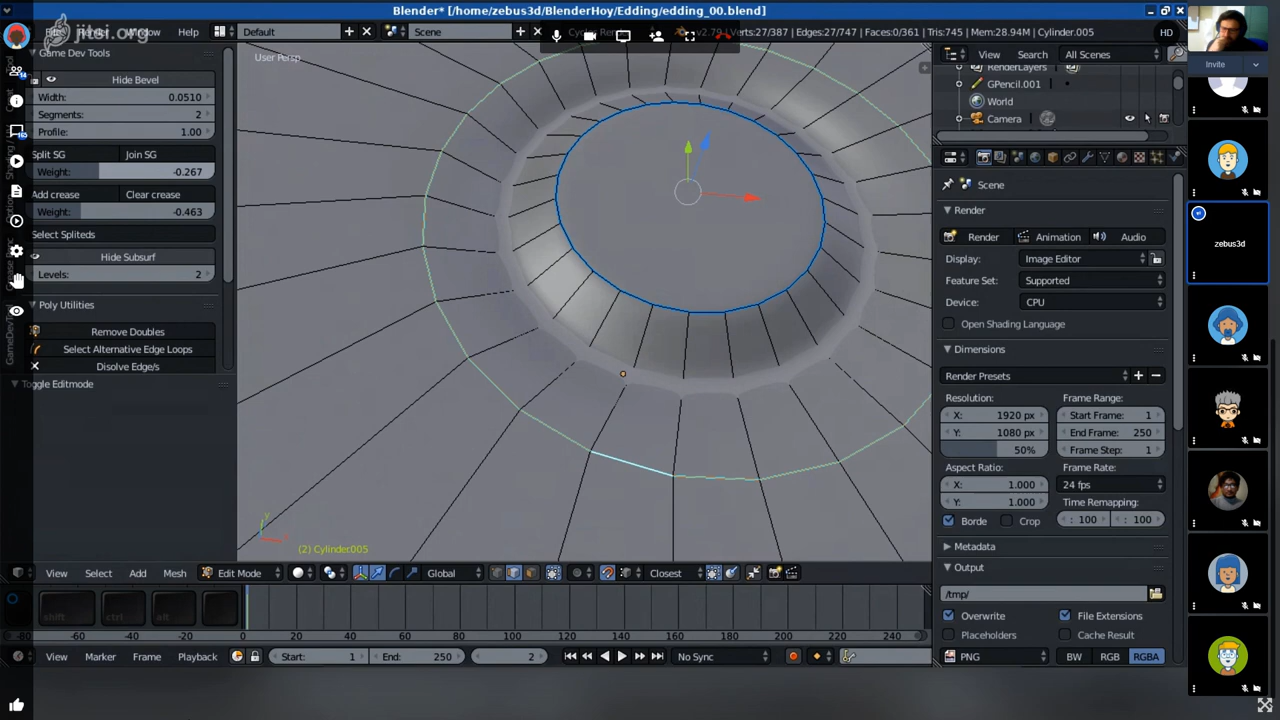 Blender* [/home/zebus3d/BlenderHoy/Edding/edding_00.blend]
jitsi.org
Window Help
Default
Scene
v2.79 | Verts:27/387 | Edges:27/747 | Faces:0/361 | Tris:745 | Mem:28.94M | Cylinder.005
HD
Game Dev Tools
Hide Bevel
Width: 0.0510
Segments: 2
Profile: 1.00
Split SG Join SG
Weight: -0.267
Add crease Clear crease
Weight: -0.463
Select Spliteds
Hide Subsurf
Levels: 2
Poly Utilities
Remove Doubles
Select Alternative Edge Loops
Disolve Edge/s
Toggle Editmode
User Persp
(2) Cylinder.005
View Select Add Mesh Edit Mode Global Closest
shift ctrl alt
-80 -60 -40 -20 0 20 40 60 80 100 120 140 160 180 200 220 240
View Marker Frame Playback Start: 1 End: 250 2 No Sync
View Search All Scenes
RenderLayers
GPencil.001
World
Camera
Scene
Render
Render Animation Audio
Display: Image Editor
Feature Set: Supported
Device: CPU
Open Shading Language
Dimensions
Render Presets
Resolution: Frame Range:
X: 1920 px Start Frame: 1
Y: 1080 px End Frame: 250
50% Frame Step: 1
Aspect Ratio: Frame Rate:
X: 1.000 24 fps
Y: 1.000 Time Remapping:
Borde Crop : 100 : 100
Metadata
Output
/tmp/
Overwrite File Extensions
Placeholders Cache Result
PNG BW RGB RGBA
Invite
zebus3d